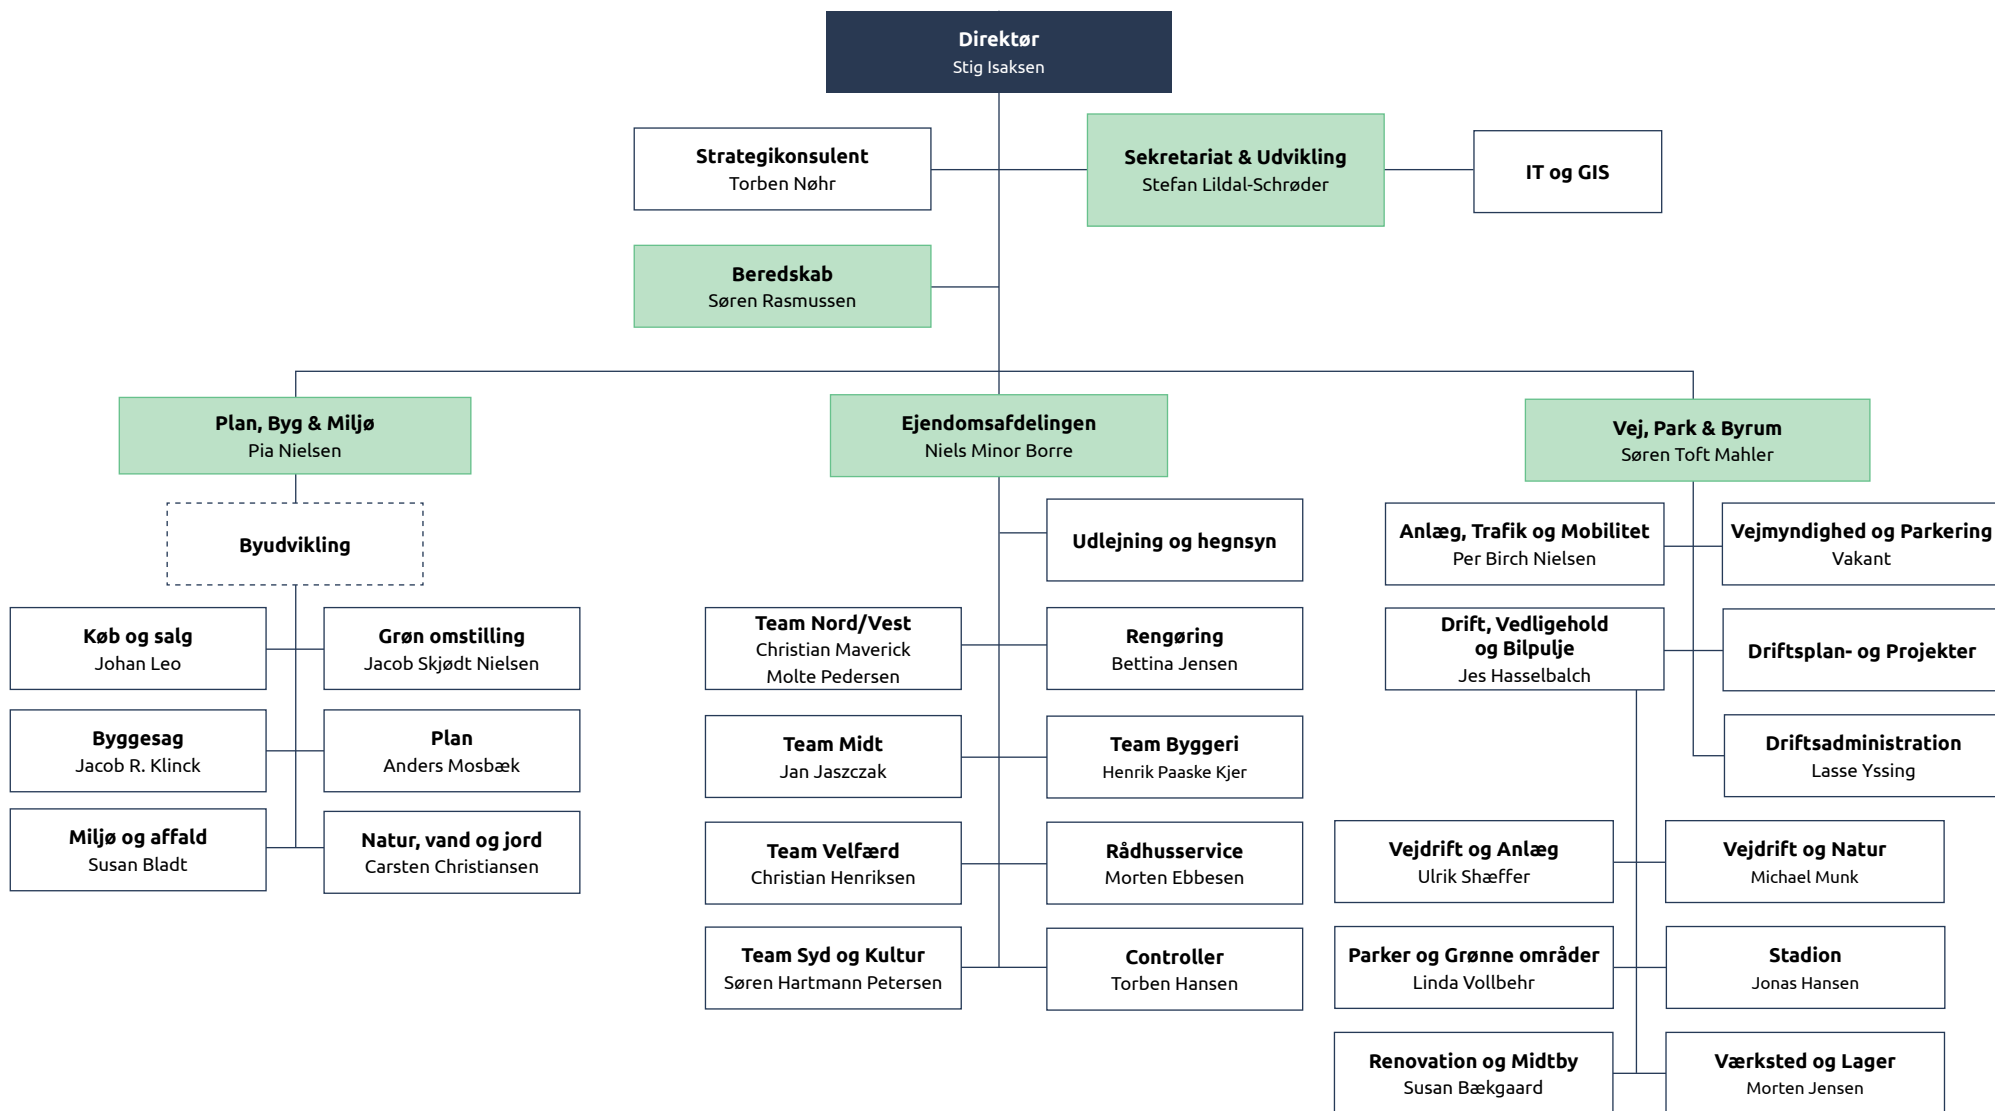 Direktør
Stig Isaksen
Strategikonsulent
Torben Nøhr
Sekretariat & Udvikling
Stefan Lildal-Schrøder
IT og GIS
Beredskab
Søren Rasmussen
Plan, Byg & Miljø
Pia Nielsen
Byudvikling
Køb og salg
Johan Leo
Grøn omstilling
Jacob Skjødt Nielsen
Byggesag
Jacob R. Klinck
Plan
Anders Mosbæk
Miljø og affald
Susan Bladt
Natur, vand og jord
Carsten Christiansen
Ejendomsafdelingen
Niels Minor Borre
Udlejning og hegnsyn
Team Nord/Vest
Christian Maverick
Molte Pedersen
Rengøring
Bettina Jensen
Team Midt
Jan Jaszczak
Team Byggeri
Henrik Paaske Kjer
Team Velfærd
Christian Henriksen
Rådhusservice
Morten Ebbesen
Team Syd og Kultur
Søren Hartmann Petersen
Controller
Torben Hansen
Vej, Park & Byrum
Søren Toft Mahler
Anlæg, Trafik og Mobilitet
Per Birch Nielsen
Vejmyndighed og Parkering
Vakant
Drift, Vedligehold
og Bilpulje
Jes Hasselbalch
Driftsplan- og Projekter
Driftsadministration
Lasse Yssing
Vejdrift og Anlæg
Ulrik Shæffer
Vejdrift og Natur
Michael Munk
Parker og Grønne områder
Linda Vollbehr
Stadion
Jonas Hansen
Renovation og Midtby
Susan Bækgaard
Værksted og Lager
Morten Jensen